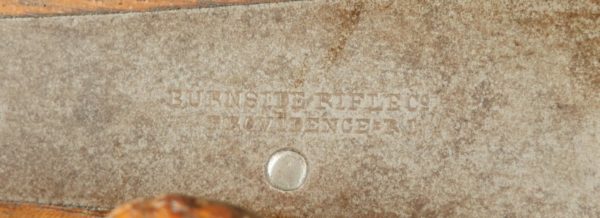 BURNSIDE RIFLE CO.
PROVIDENCE-R.I.